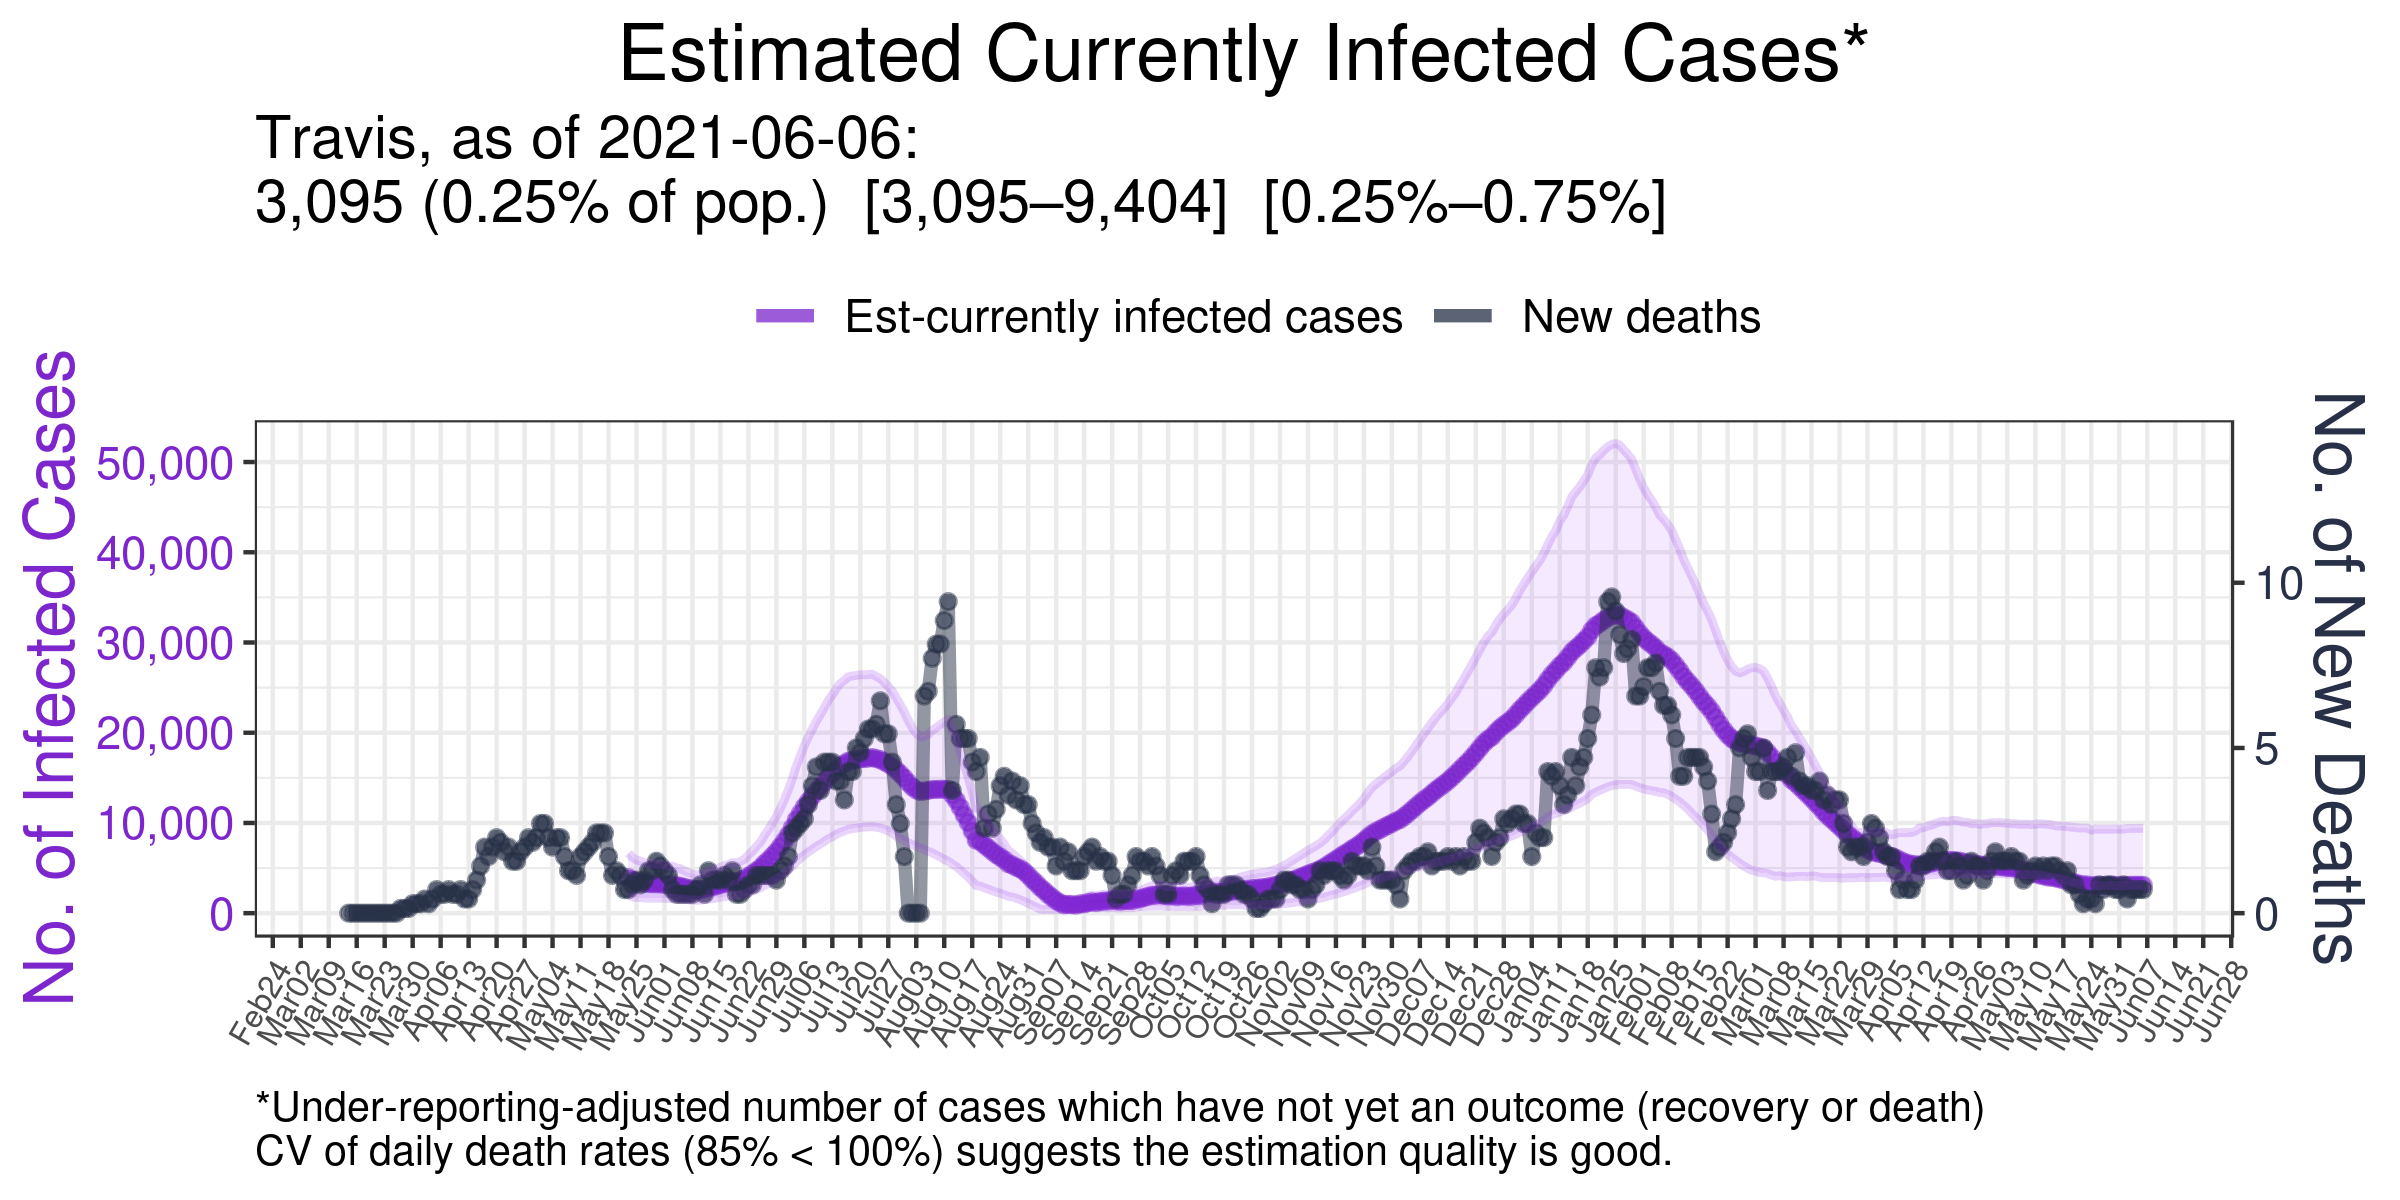 Estimated Currently Infected Cases*
Travis, as of 2021-06-06:
3,095 (0.25% of pop.) [3,095–9,404] [0.25%–0.75%]
Est-currently infected cases
New deaths
No. of Infected Cases
50,000
40,000
30,000
20,000
10,000
0
10
5
0
No. of New Deaths
Feb24
Mar02
Mar09
Mar16
Mar23
Mar30
Apr06
Apr13
Apr20
Apr27
May04
May11
May18
May25
Jun01
Jun08
Jun15
Jun22
Jun29
Jul06
Jul13
Jul20
Jul27
Aug03
Aug10
Aug17
Aug24
Aug31
Sep07
Sep14
Sep21
Sep28
Oct05
Oct12
Oct19
Oct26
Nov02
Nov09
Nov16
Nov23
Nov30
Dec07
Dec14
Dec21
Dec28
Jan04
Jan11
Jan18
Jan25
Feb01
Feb08
Feb15
Feb22
Mar01
Mar08
Mar15
Mar22
Mar29
Apr05
Apr12
Apr19
Apr26
May03
May10
May17
May24
May31
Jun07
Jun14
Jun21
Jun28
*Under-reporting-adjusted number of cases which have not yet an outcome (recovery or death)
CV of daily death rates (85% < 100%) suggests the estimation quality is good.